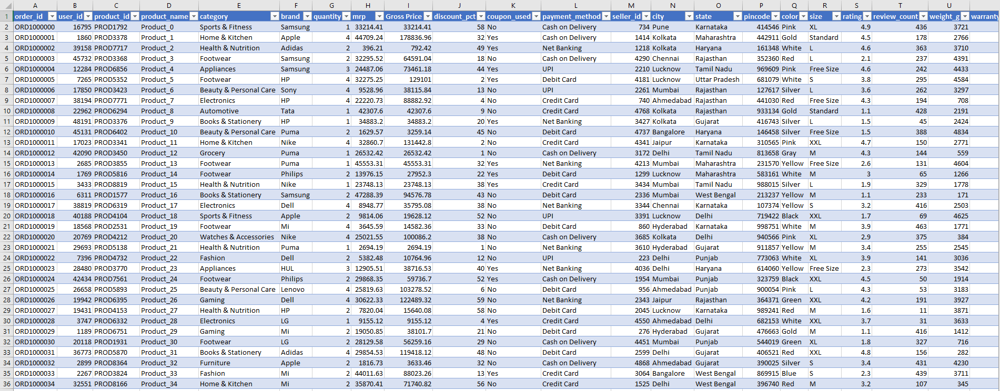 A B C D E F G H I J K L M N O P Q R S T U
1 order_id user_id product_id product_name category brand quantity mrp Gross Price discount_pct coupon_used payment_method seller_id city state pincode color size rating review_count weight_g warranty
2 ORD1000000 16795 PROD1792 Product_0 Sports & Fitness Samsung 1 33214.41 33214.41 58 No Cash on Delivery 734 Pune Karnataka 414546 Pink XL 4.9 436 3721
3 ORD1000001 1860 PROD3378 Product_1 Home & Kitchen Apple 4 44709.24 178836.96 32 Yes Cash on Delivery 1414 Kolkata Maharashtra 442911 Gold Standard 4.5 178 2766
4 ORD1000002 39158 PROD7717 Product_2 Health & Nutrition Adidas 2 396.21 792.42 49 Yes Net Banking 1218 Kolkata Haryana 161348 White L 4.6 363 3710
5 ORD1000003 45732 PROD3368 Product_3 Footwear Samsung 2 32295.52 64591.04 18 No Cash on Delivery 4290 Chennai Rajasthan 352360 Red L 2.1 237 4391
6 ORD1000004 12284 PROD6856 Product_4 Appliances Samsung 3 24487.06 73461.18 44 Yes UPI 2210 Lucknow Tamil Nadu 969609 Pink Free Size 4.6 242 4433
7 ORD1000005 7265 PROD5352 Product_5 Footwear HP 4 32275.25 129101 2 Yes Debit Card 4181 Lucknow Uttar Pradesh 681079 White S 3.8 295 4584
8 ORD1000006 17850 PROD3423 Product_6 Beauty & Personal Care Sony 4 9528.96 38115.84 13 No UPI 2261 Mumbai Rajasthan 127617 Silver L 3.6 262 3297
9 ORD1000007 38194 PROD7771 Product_7 Electronics HP 4 22220.73 88882.92 4 No Credit Card 740 Ahmedabad Rajasthan 441030 Red Free Size 4.3 194 708
10 ORD1000008 22962 PROD6294 Product_8 Automotive Tata 1 42307.6 42307.6 9 No Credit Card 4768 Kolkata Rajasthan 933134 Gold Standard 1.1 428 2191
11 ORD1000009 48191 PROD3376 Product_9 Books & Stationery HP 1 34883.2 34883.2 20 Yes Net Banking 3427 Kolkata Gujarat 416743 Silver L 1.5 45 2424
12 ORD1000010 45131 PROD6402 Product_10 Beauty & Personal Care Puma 2 1629.57 3259.14 45 No Debit Card 4737 Bangalore Haryana 146458 Silver Free Size 1.5 388 4834
13 ORD1000011 17023 PROD3341 Product_11 Home & Kitchen Nike 4 32860.7 131442.8 2 No Credit Card 4341 Jaipur Karnataka 310565 Pink XXL 4.7 150 2771
14 ORD1000012 42090 PROD3450 Product_12 Grocery Puma 1 26532.42 26532.42 1 No Cash on Delivery 3172 Delhi Tamil Nadu 813658 Gray M 4.3 144 559
15 ORD1000013 2685 PROD3855 Product_13 Footwear Puma 1 45553.31 45553.31 32 Yes Net Banking 4213 Mumbai Maharashtra 231570 Yellow Free Size 2.6 131 4604
16 ORD1000014 1769 PROD5816 Product_14 Footwear Philips 2 13976.15 27952.3 22 Yes Debit Card 1299 Lucknow Maharashtra 583161 White M 3 65 1266
17 ORD1000015 3433 PROD8819 Product_15 Health & Nutrition Nike 1 23748.13 23748.13 38 Yes Credit Card 3434 Mumbai Tamil Nadu 988015 Silver L 1.9 329 1778
18 ORD1000016 6311 PROD1577 Product_16 Books & Stationery Samsung 2 47288.39 94576.78 43 No Debit Card 2336 Mumbai West Bengal 213237 Yellow M 1.1 233 171
19 ORD1000017 38819 PROD6319 Product_17 Electronics Dell 4 8948.77 35795.08 38 No Net Banking 3344 Chennai Karnataka 107374 Yellow S 3.2 416 2503
20 ORD1000018 40188 PROD4104 Product_18 Sports & Fitness Apple 2 9814.06 19628.12 52 No UPI 3391 Lucknow Delhi 719422 Black XXL 1.7 69 4625
21 ORD1000019 18568 PROD2531 Product_19 Footwear Mi 4 3645.59 14582.36 33 No Debit Card 860 Hyderabad Karnataka 998751 White M 3.9 463 1771
22 ORD1000020 20769 PROD4212 Product_20 Watches & Accessories Nike 4 25021.55 100086.2 38 No Cash on Delivery 3685 Kolkata Delhi 940566 Pink XL 2.9 375 384
23 ORD1000021 29693 PROD5138 Product_21 Health & Nutrition Puma 1 2694.19 2694.19 1 No Net Banking 3610 Hyderabad Gujarat 911857 Yellow M 3.4 255 2545
24 ORD1000022 7396 PROD4732 Product_22 Fashion Dell 2 5382.48 10764.96 12 No UPI 223 Delhi Punjab 773063 White XL 3.9 141 3036
25 ORD1000023 28480 PROD3770 Product_23 Appliances HUL 3 12905.51 38716.53 40 Yes Net Banking 4036 Delhi Haryana 614060 Yellow Free Size 2.3 273 3542
26 ORD1000024 42434 PROD7561 Product_24 Footwear Philips 2 29868.35 59736.7 52 Yes Cash on Delivery 1954 Mumbai Punjab 323759 Black XXL 4.5 50 1914
27 ORD1000025 26658 PROD5893 Product_25 Beauty & Personal Care Lenovo 4 25819.63 103278.52 6 No Debit Card 956 Ahmedabad Punjab 900054 Pink L 4.3 53 3183
28 ORD1000026 19942 PROD6395 Product_26 Gaming Dell 4 30622.33 122489.32 59 No Net Banking 2343 Jaipur Rajasthan 364371 Green XXL 4.2 191 3927
29 ORD1000027 19431 PROD4153 Product_27 Health & Nutrition HP 2 7820.04 15640.08 58 No Debit Card 2045 Lucknow Karnataka 989241 Red M 1.6 11 3871
30 ORD1000028 3747 PROD6332 Product_28 Electronics LG 1 9155.12 9155.12 4 Yes Credit Card 4550 Ahmedabad Delhi 682153 White XXL 3.7 31 3633
31 ORD1000029 1189 PROD6751 Product_29 Gaming Mi 2 19050.85 38101.7 21 No Debit Card 276 Hyderabad Gujarat 476663 Gold M 1.1 416 1412
32 ORD1000030 20118 PROD1931 Product_30 Footwear LG 2 28129.58 56259.16 29 No Cash on Delivery 4451 Mumbai Punjab 544019 Green XL 1.8 327 716
33 ORD1000031 36773 PROD5870 Product_31 Books & Stationery Adidas 4 29854.53 119418.12 48 No Debit Card 2599 Delhi Gujarat 406521 Red XXL 4.8 156 282
34 ORD1000032 2899 PROD8364 Product_32 Furniture Apple 2 1816.73 3633.46 32 No Cash on Delivery 4868 Ahmedabad Gujarat 390025 Silver S 3.4 431 4230
35 ORD1000033 2267 PROD3824 Product_33 Fashion Mi 2 44011.63 88023.26 13 Yes Credit Card 3064 Bangalore West Bengal 869915 Blue S 2.3 439 3711
36 ORD1000034 32551 PROD8166 Product_34 Home & Kitchen Mi 2 35870.41 71740.82 56 No Credit Card 1525 Delhi West Bengal 396740 Red M 3.2 107 345